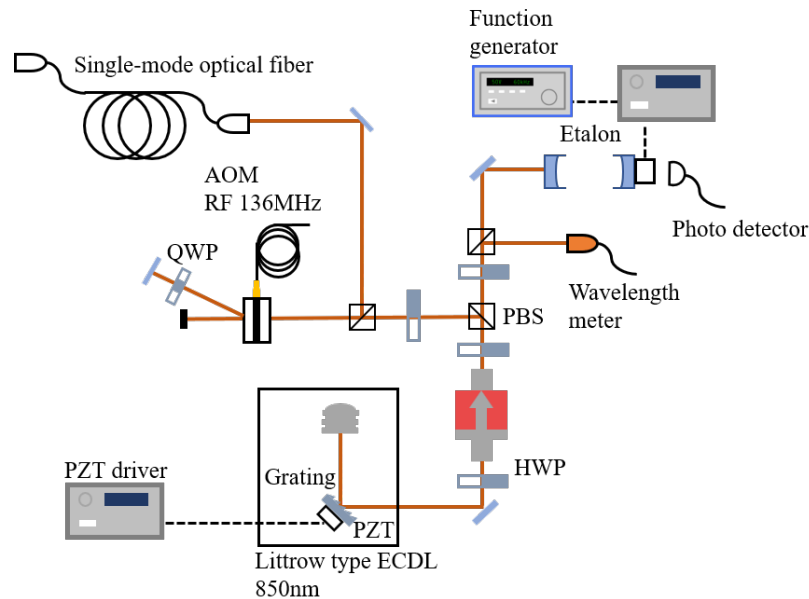 Function
generator
Single-mode optical fiber
Etalon
AOM
RF 136MHz
Photo detector
QWP
Wavelength
meter
PBS
PZT driver
Grating
HWP
PZT
Littrow type ECDL
850nm